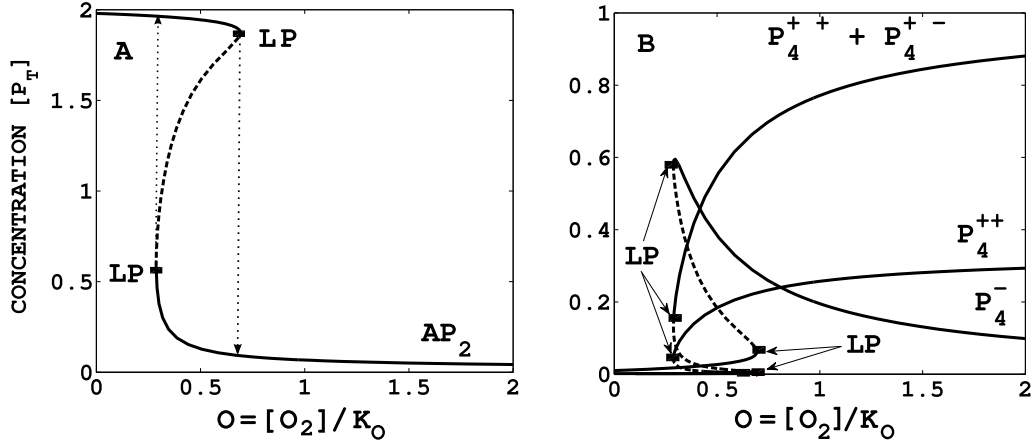 CONCENTRATION [P_T]
2
1.5
1
0.5
0
A
LP
LP
AP_2
0
0.5
1
1.5
2
O=[O_2]/K_O
1
0.8
0.6
0.4
0.2
0
B
P_4^{++} + P_4^{+-}
P_4^{++}
P_4^-
LP
LP
0
0.5
1
1.5
2
O=[O_2]/K_O